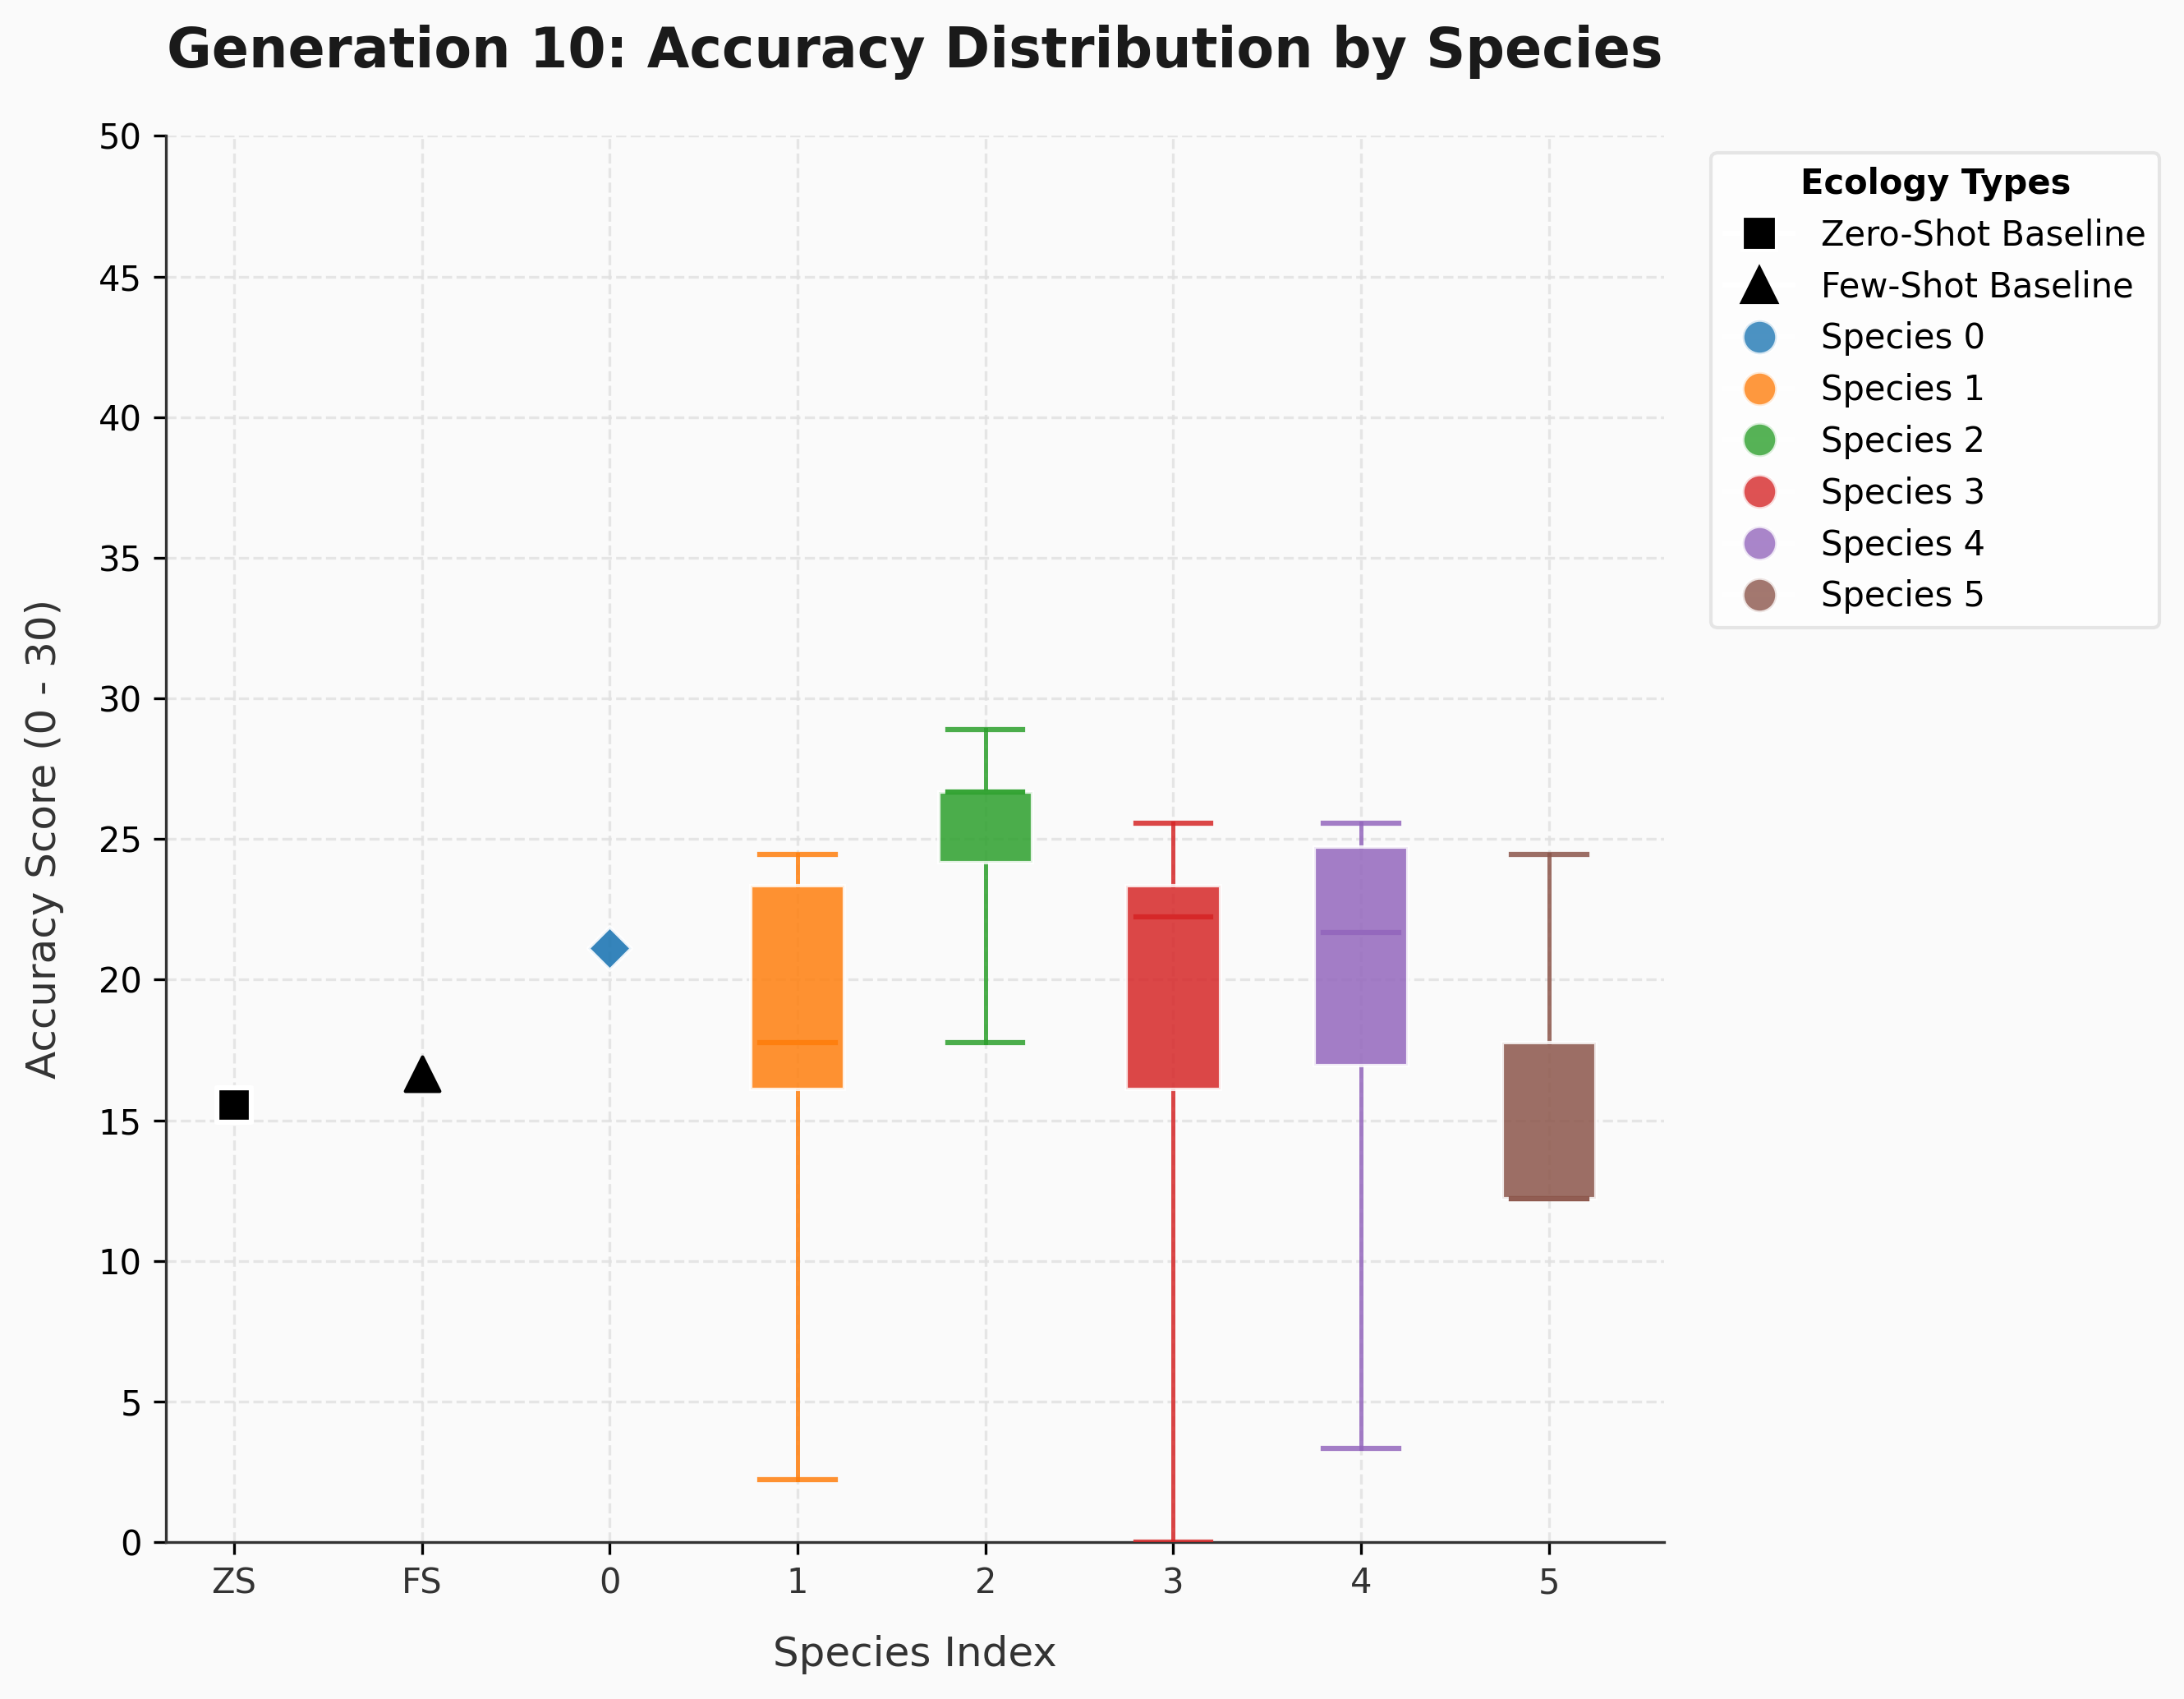 Generation 10: Accuracy Distribution by Species
50
45
40
35
30
25
20
15
10
5
0
Accuracy Score (0 - 30)
ZS FS 0 1 2 3 4 5
Species Index
Ecology Types
Zero-Shot Baseline
Few-Shot Baseline
Species 0
Species 1
Species 2
Species 3
Species 4
Species 5